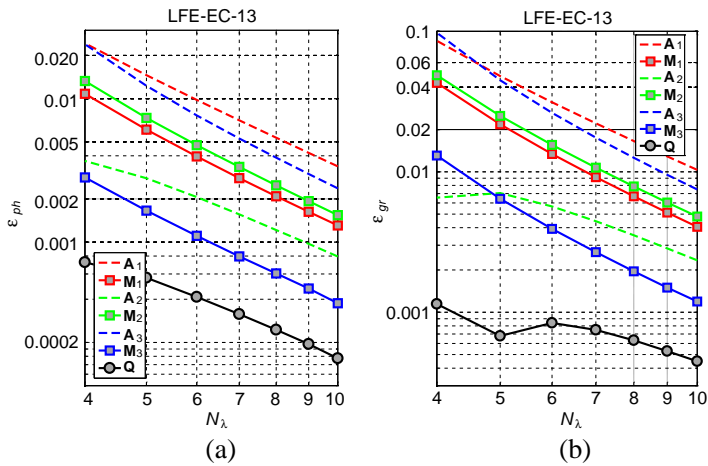 LFE-EC-13
0.020
0.01
0.005
0.002
0.001
0.0002
ε ph
A 1
M 1
A 2
M 2
A 3
M 3
Q
4 5 6 7 8 9 10
N λ
(a)
LFE-EC-13
0.1
0.06
0.04
0.02
0.01
0.001
ε gr
A 1
M 1
A 2
M 2
A 3
M 3
Q
4 5 6 7 8 9 10
N λ
(b)